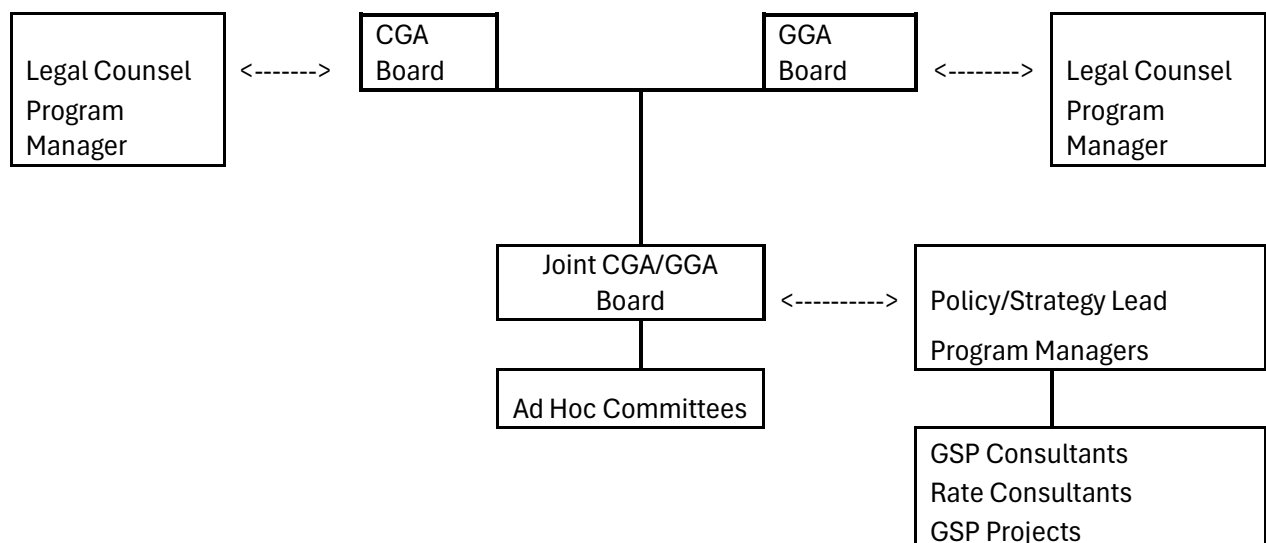 CGA
Board
GGA
Board
Legal Counsel
Program
Manager
<------->
<-------->
Legal Counsel
Program
Manager
Joint CGA/GGA
Board
<---------->
Policy/Strategy Lead
Program Managers
Ad Hoc Committees
GSP Consultants
Rate Consultants
GSP Projects